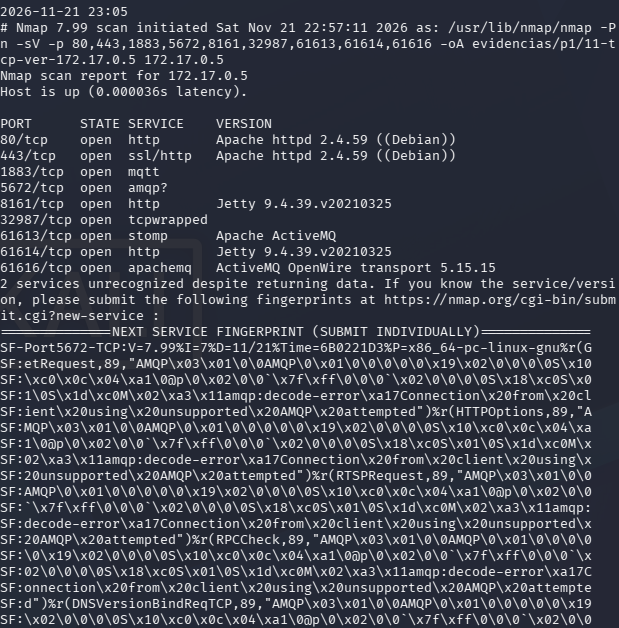 2026-11-21 23:05
# Nmap 7.99 scan initiated Sat Nov 21 22:57:11 2026 as: /usr/lib/nmap/nmap -P
n -sV -p 80,443,1883,5672,8161,32987,61613,61614,61616 -oA evidencias/p1/11-t
cp-ver-172.17.0.5 172.17.0.5
Nmap scan report for 172.17.0.5
Host is up (0.000036s latency).
PORT      STATE SERVICE    VERSION
80/tcp    open  http       Apache httpd 2.4.59 ((Debian))
443/tcp   open  ssl/http   Apache httpd 2.4.59 ((Debian))
1883/tcp  open  mqtt
5672/tcp  open  amqp?
8161/tcp  open  http       Jetty 9.4.39.v20210325
32987/tcp open  tcpwrapped
61613/tcp open  stomp      Apache ActiveMQ
61614/tcp open  http       Jetty 9.4.39.v20210325
61616/tcp open  apachemq   ActiveMQ OpenWire transport 5.15.15
2 services unrecognized despite returning data. If you know the service/versi
on, please submit the following fingerprints at https://nmap.org/cgi-bin/subm
it.cgi?new-service :
==============NEXT SERVICE FINGERPRINT (SUBMIT INDIVIDUALLY)==============
SF-Port5672-TCP:V=7.99%I=7%D=11/21%Time=6B0221D3%P=x86_64-pc-linux-gnu%r(G
SF:etRequest,89,"AMQP\x03\x01\0\0AMQP\0\x01\0\0\0\0\0\x19\x02\0\0\0\0S\x10
SF:\xc0\x0c\x04\xa1\0@p\0\x02\0\0`\x7f\xff\0\0\0`\x02\0\0\0\0S\x18\xc0S\x0
SF:1\0S\x1d\xc0M\x02\xa3\x11amqp:decode-error\xa17Connection\x20from\x20cl
SF:ient\x20using\x20unsupported\x20AMQP\x20attempted")%r(HTTPOptions,89,"A
SF:MQP\x03\x01\0\0AMQP\0\x01\0\0\0\0\0\x19\x02\0\0\0\0S\x10\xc0\x0c\x04\xa
SF:1\0@p\0\x02\0\0`\x7f\xff\0\0\0`\x02\0\0\0\0S\x18\xc0S\x01\0S\x1d\xc0M\x
SF:02\xa3\x11amqp:decode-error\xa17Connection\x20from\x20client\x20using\x
SF:20unsupported\x20AMQP\x20attempted")%r(RTSPRequest,89,"AMQP\x03\x01\0\0
SF:AMQP\0\x01\0\0\0\0\0\x19\x02\0\0\0\0S\x10\xc0\x0c\x04\xa1\0@p\0\x02\0\0
SF:`\x7f\xff\0\0\0`\x02\0\0\0\0S\x18\xc0S\x01\0S\x1d\xc0M\x02\xa3\x11amqp:
SF:decode-error\xa17Connection\x20from\x20client\x20using\x20unsupported\x
SF:20AMQP\x20attempted")%r(RPCCheck,89,"AMQP\x03\x01\0\0AMQP\0\x01\0\0\0\0
SF:\0\x19\x02\0\0\0\0S\x10\xc0\x0c\x04\xa1\0@p\0\x02\0\0`\x7f\xff\0\0\0`\x
SF:02\0\0\0\0S\x18\xc0S\x01\0S\x1d\xc0M\x02\xa3\x11amqp:decode-error\xa17C
SF:onnection\x20from\x20client\x20using\x20unsupported\x20AMQP\x20attempte
SF:d")%r(DNSVersionBindReqTCP,89,"AMQP\x03\x01\0\0AMQP\0\x01\0\0\0\0\0\x19
SF:\x02\0\0\0\0S\x10\xc0\x0c\x04\xa1\0@p\0\x02\0\0`\x7f\xff\0\0\0`\x02\0\0